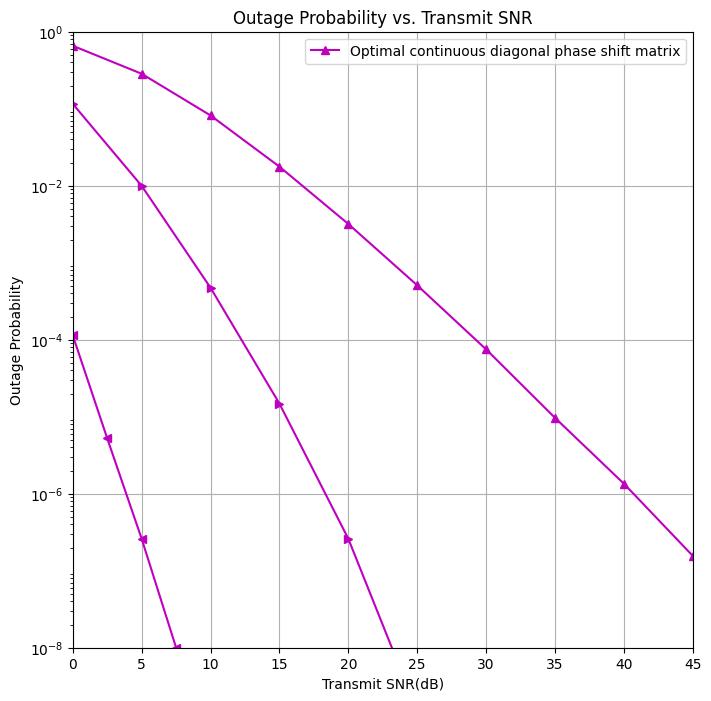 Outage Probability vs. Transmit SNR
Optimal continuous diagonal phase shift matrix
10^0
10^-2
10^-4
10^-6
10^-8
Outage Probability
0 5 10 15 20 25 30 35 40 45
Transmit SNR(dB)